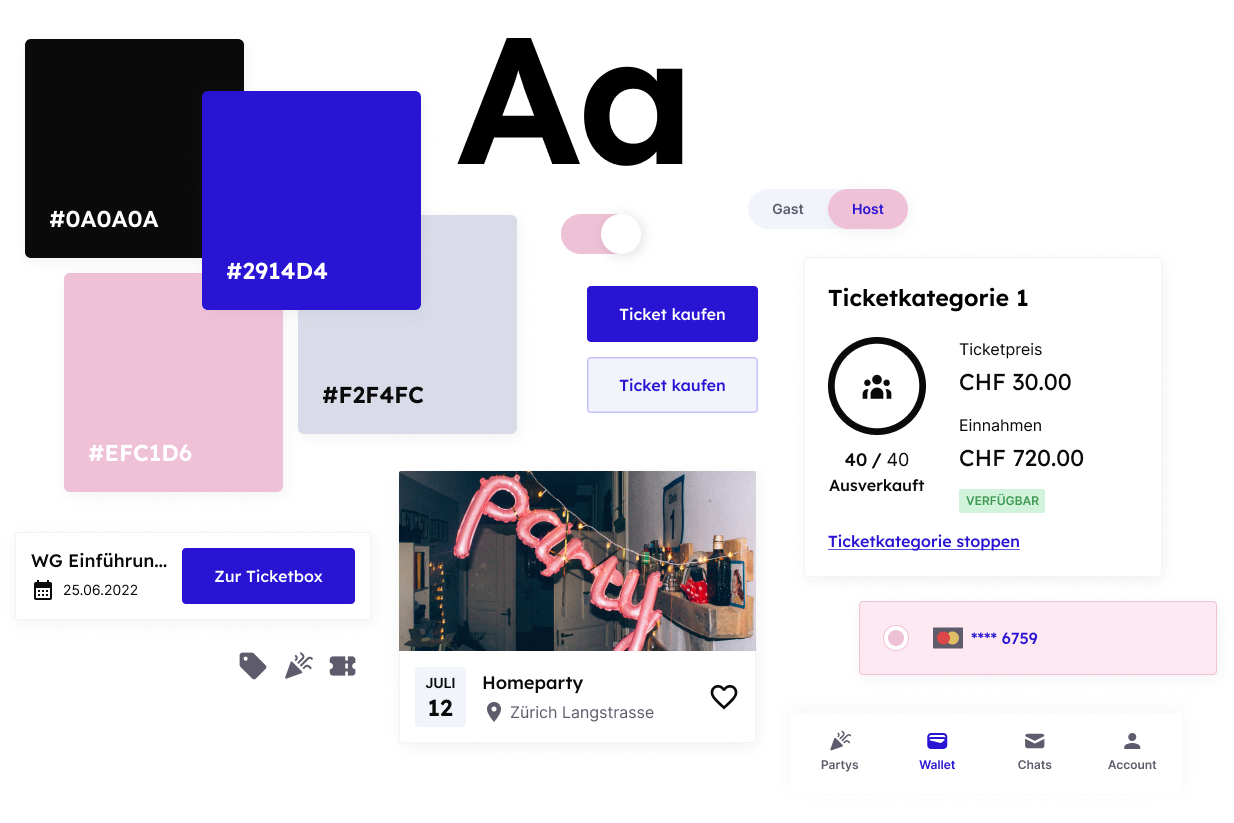 Aa
#0A0A0A
#2914D4
#F2F4FC
#EFC1D6
Gast
Host
Ticket kaufen
Ticket kaufen
Ticketkategorie 1
Ticketpreis
CHF 30.00
Einnahmen
CHF 720.00
40 / 40
Ausverkauft
VERFÜGBAR
Ticketkategorie stoppen
WG Einführun...
25.06.2022
Zur Ticketbox
party
1
JULI
12
Homeparty
Zürich Langstrasse
**** 6759
Partys
Wallet
Chats
Account